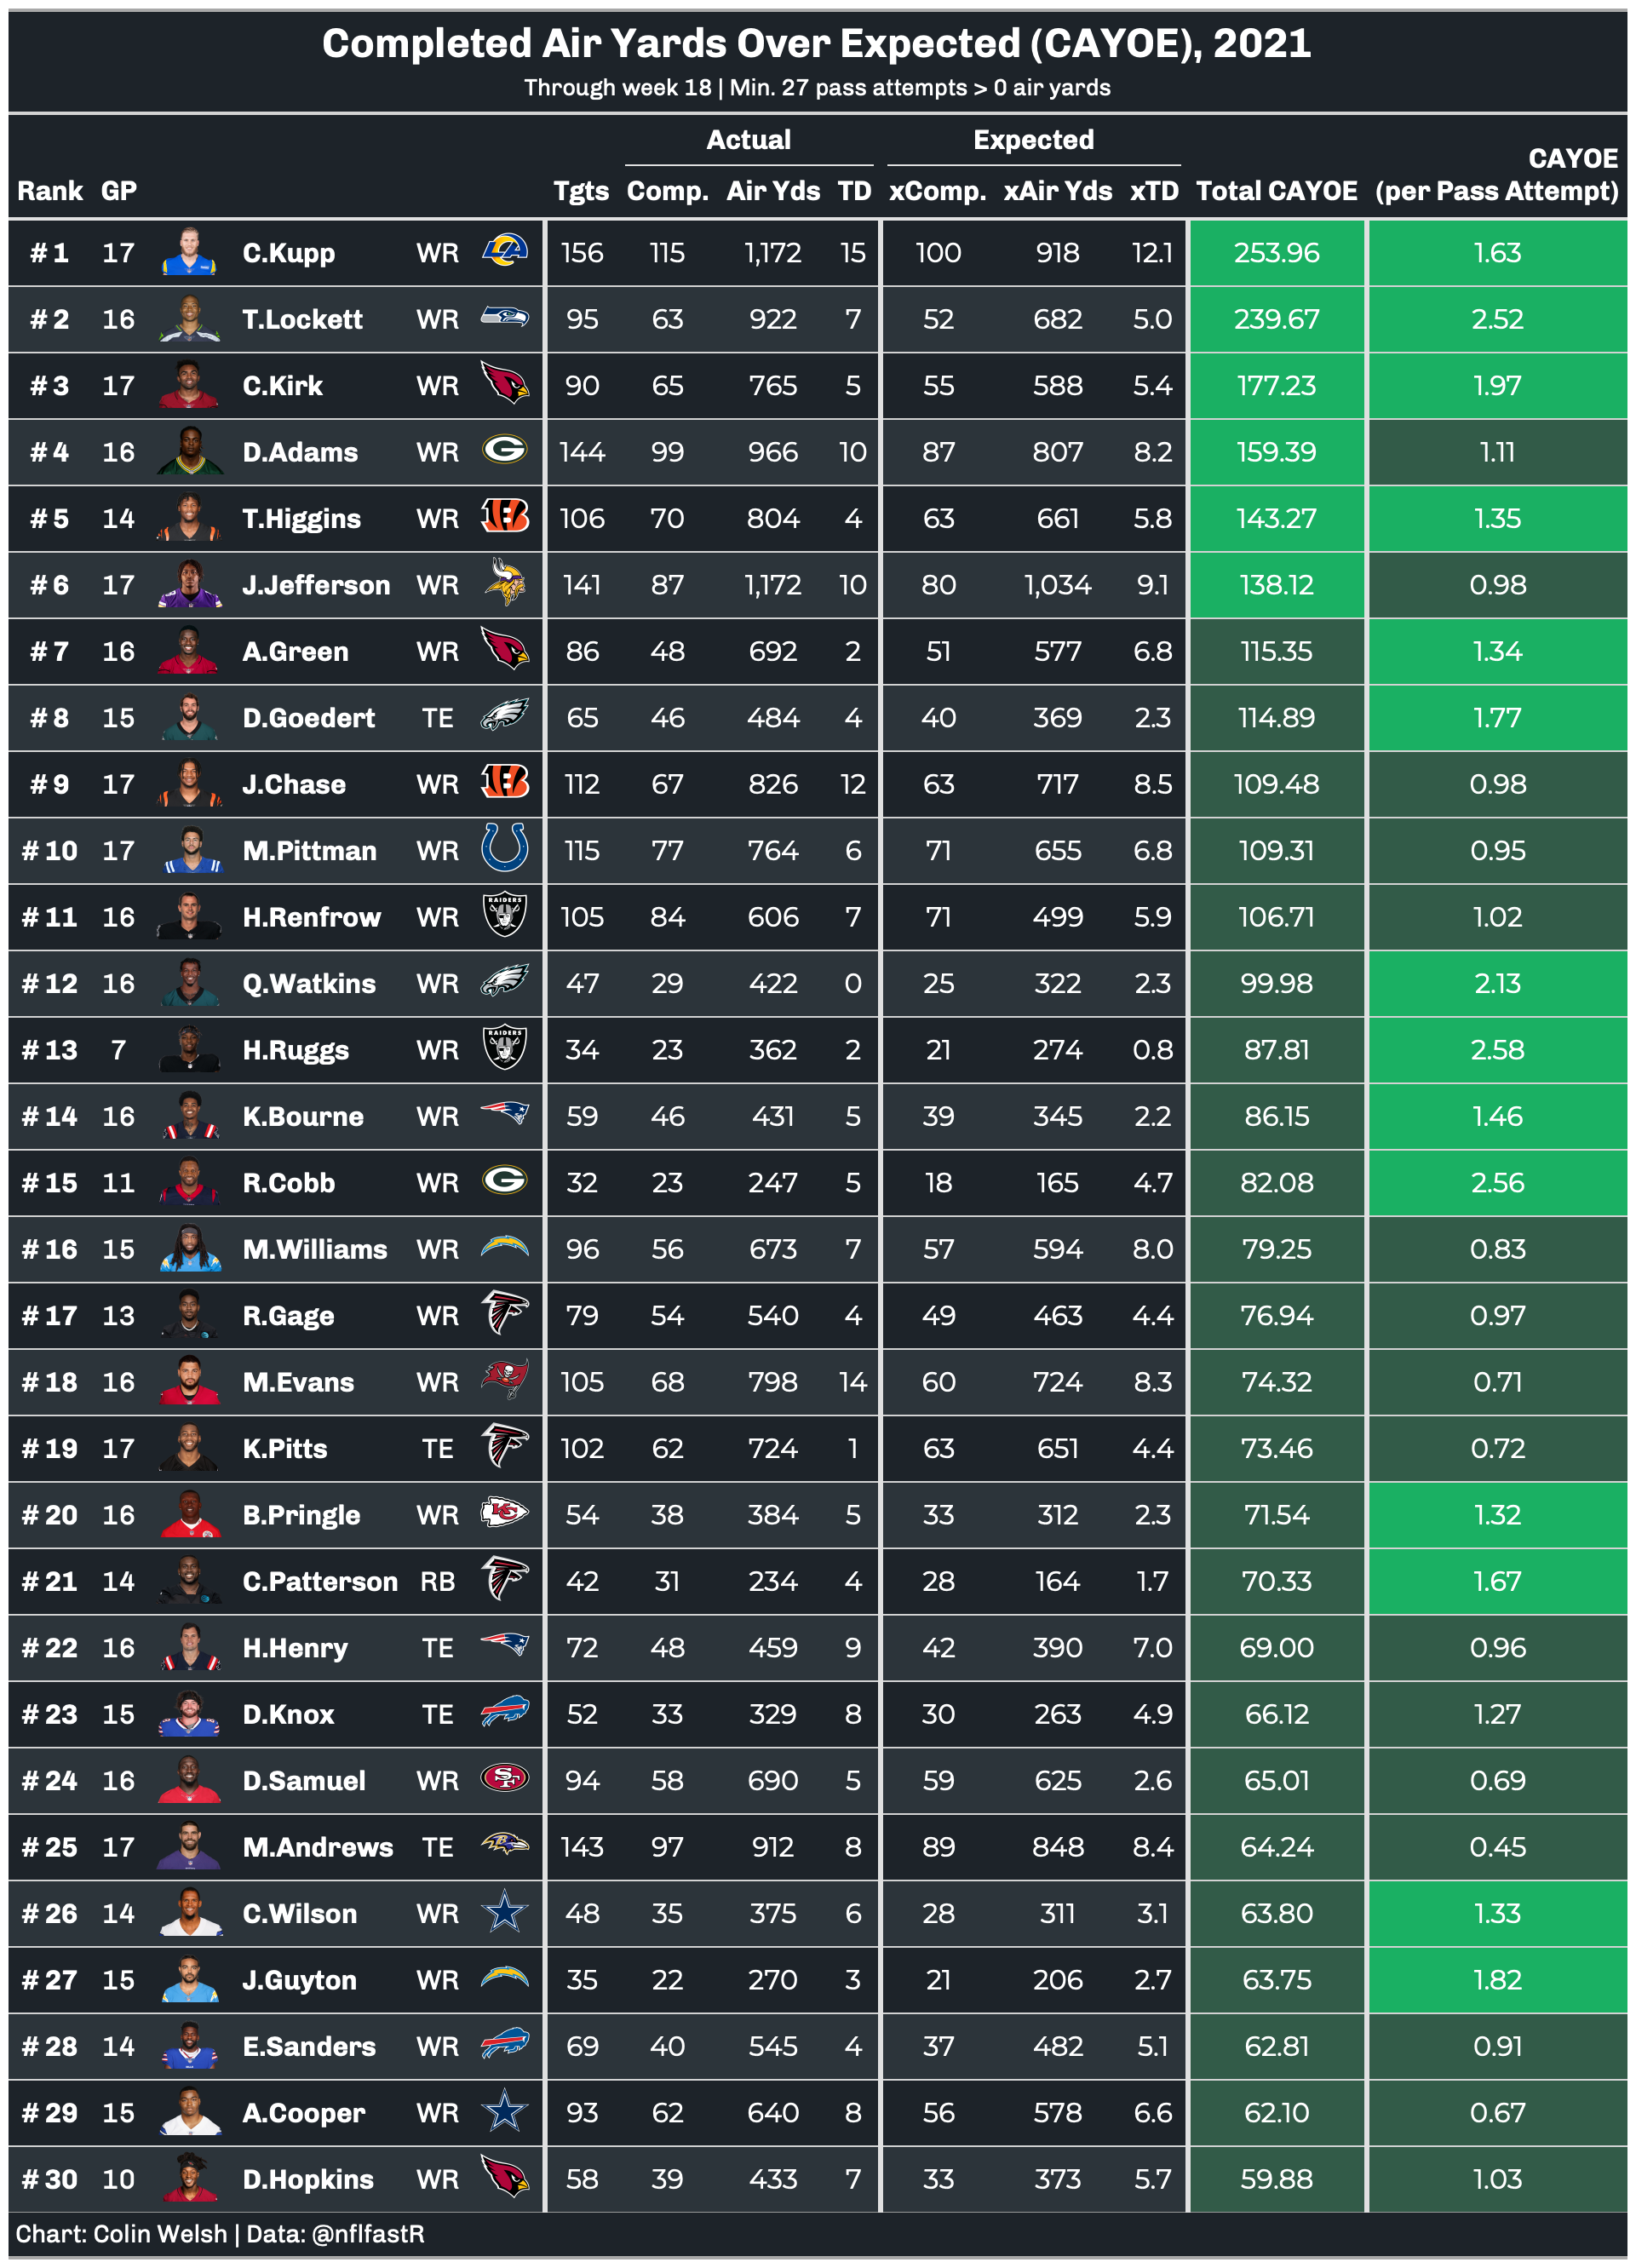 Completed Air Yards Over Expected (CAYOE), 2021
Through week 18 | Min. 27 pass attempts > 0 air yards
Actual Expected CAYOE
Rank GP Tgts Comp. Air Yds TD xComp. xAir Yds xTD Total CAYOE (per Pass Attempt)
# 1 17 C.Kupp WR 156 115 1,172 15 100 918 12.1 253.96 1.63
# 2 16 T.Lockett WR 95 63 922 7 52 682 5.0 239.67 2.52
# 3 17 C.Kirk WR 90 65 765 5 55 588 5.4 177.23 1.97
# 4 16 D.Adams WR 144 99 966 10 87 807 8.2 159.39 1.11
# 5 14 T.Higgins WR 106 70 804 4 63 661 5.8 143.27 1.35
# 6 17 J.Jefferson WR 141 87 1,172 10 80 1,034 9.1 138.12 0.98
# 7 16 A.Green WR 86 48 692 2 51 577 6.8 115.35 1.34
# 8 15 D.Goedert TE 65 46 484 4 40 369 2.3 114.89 1.77
# 9 17 J.Chase WR 112 67 826 12 63 717 8.5 109.48 0.98
# 10 17 M.Pittman WR 115 77 764 6 71 655 6.8 109.31 0.95
# 11 16 H.Renfrow WR RAIDERS 105 84 606 7 71 499 5.9 106.71 1.02
# 12 16 Q.Watkins WR 47 29 422 0 25 322 2.3 99.98 2.13
# 13 7 H.Ruggs WR RAIDERS 34 23 362 2 21 274 0.8 87.81 2.58
# 14 16 K.Bourne WR 59 46 431 5 39 345 2.2 86.15 1.46
# 15 11 R.Cobb WR 32 23 247 5 18 165 4.7 82.08 2.56
# 16 15 M.Williams WR 96 56 673 7 57 594 8.0 79.25 0.83
# 17 13 R.Gage WR 79 54 540 4 49 463 4.4 76.94 0.97
# 18 16 M.Evans WR 105 68 798 14 60 724 8.3 74.32 0.71
# 19 17 K.Pitts TE 102 62 724 1 63 651 4.4 73.46 0.72
# 20 16 B.Pringle WR 54 38 384 5 33 312 2.3 71.54 1.32
# 21 14 C.Patterson RB 42 31 234 4 28 164 1.7 70.33 1.67
# 22 16 H.Henry TE 72 48 459 9 42 390 7.0 69.00 0.96
# 23 15 D.Knox TE 52 33 329 8 30 263 4.9 66.12 1.27
# 24 16 D.Samuel WR 94 58 690 5 59 625 2.6 65.01 0.69
# 25 17 M.Andrews TE 143 97 912 8 89 848 8.4 64.24 0.45
# 26 14 C.Wilson WR 48 35 375 6 28 311 3.1 63.80 1.33
# 27 15 J.Guyton WR 35 22 270 3 21 206 2.7 63.75 1.82
# 28 14 E.Sanders WR 69 40 545 4 37 482 5.1 62.81 0.91
# 29 15 A.Cooper WR 93 62 640 8 56 578 6.6 62.10 0.67
# 30 10 D.Hopkins WR 58 39 433 7 33 373 5.7 59.88 1.03
Chart: Colin Welsh | Data: @nflfastR